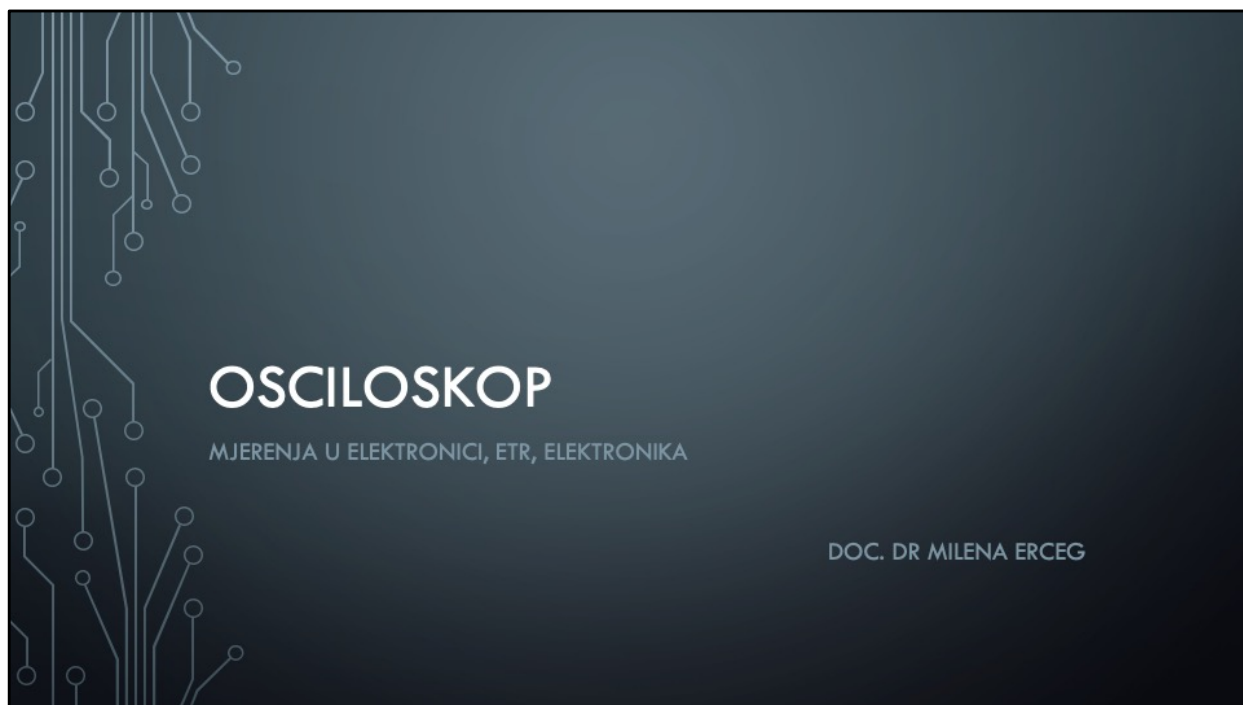 OSCILOSKOP
MJERENJA U ELEKTRONICI, ETR, ELEKTRONIKA
DOC. DR MILENA ERCEG